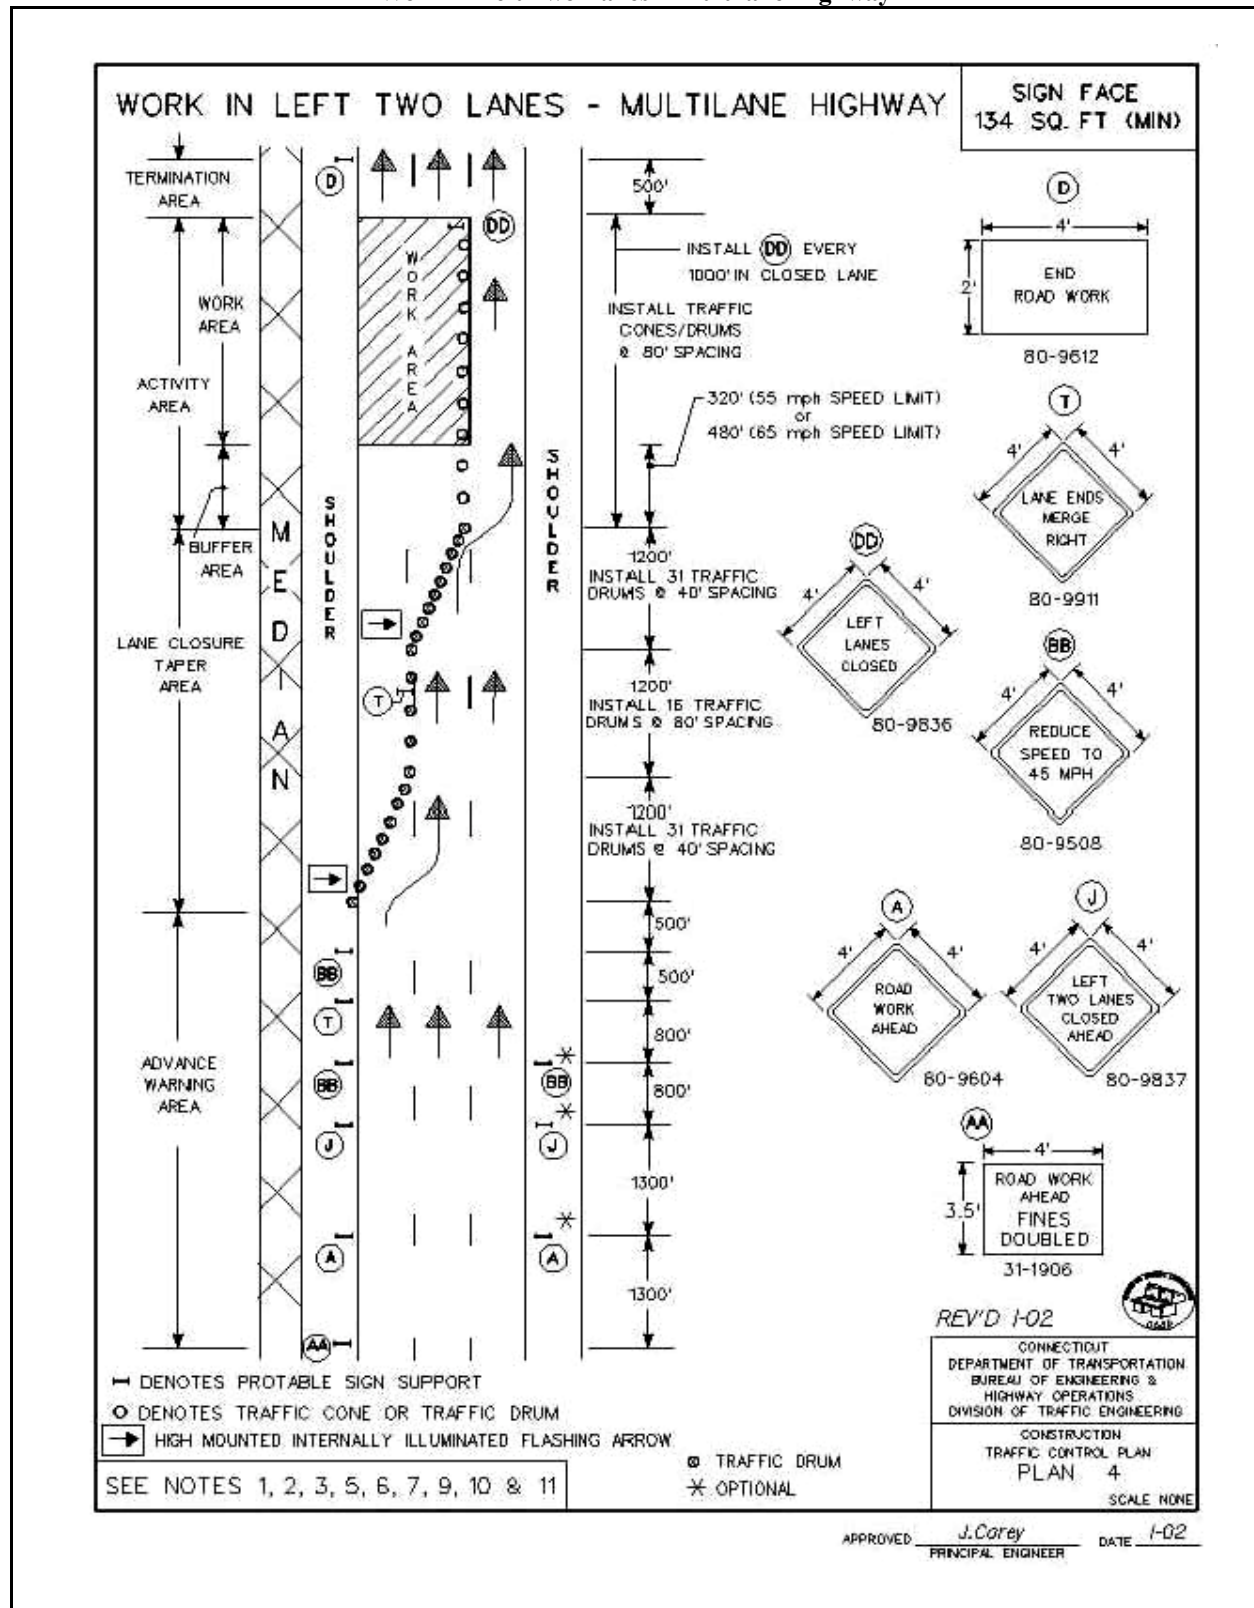 WORK IN LEFT TWO LANES - MULTILANE HIGHWAY
SIGN FACE
134 SQ. FT (MIN)
TERMINATION
AREA
D
500'
DD
INSTALL DD EVERY
1000' IN CLOSED LANE
WORK AREA
WORK
AREA
INSTALL TRAFFIC
CONES/DRUMS
@ 80' SPACING
ACTIVITY
AREA
320' (55 mph SPEED LIMIT)
or
480' (65 mph SPEED LIMIT)
BUFFER
AREA
MEDIAN
SHOULDER
SHOULDER
1200'
INSTALL 31 TRAFFIC
DRUMS @ 40' SPACING
LANE CLOSURE
TAPER
AREA
T
1200'
INSTALL 16 TRAFFIC
DRUMS @ 80' SPACING
1200'
INSTALL 31 TRAFFIC
DRUMS @ 40' SPACING
500'
BB
500'
T
800'
ADVANCE
WARNING
AREA
BB
BB
800'
J
J
1300'
A
A
1300'
AA
D
4'
2'
END
ROAD WORK
80-9612
T
4'
4'
LANE ENDS
MERGE
RIGHT
80-9911
DD
4'
4'
LEFT
LANES
CLOSED
80-9836
BB
4'
4'
REDUCE
SPEED TO
45 MPH
80-9508
A
4'
4'
ROAD
WORK
AHEAD
80-9604
J
4'
4'
LEFT
TWO LANES
CLOSED
AHEAD
80-9837
AA
4'
3.5'
ROAD WORK
AHEAD
FINES
DOUBLED
31-1906
REV'D 1-02
DENOTES PROTABLE SIGN SUPPORT
DENOTES TRAFFIC CONE OR TRAFFIC DRUM
HIGH MOUNTED INTERNALLY ILLUMINATED FLASHING ARROW
TRAFFIC DRUM
OPTIONAL
SEE NOTES 1, 2, 3, 5, 6, 7, 9, 10 & 11
CONNECTICUT
DEPARTMENT OF TRANSPORTATION
BUREAU OF ENGINEERING &
HIGHWAY OPERATIONS
DIVISION OF TRAFFIC ENGINEERING
CONSTRUCTION
TRAFFIC CONTROL PLAN
PLAN 4
SCALE NONE
APPROVED J.Carey DATE 1-02
PRINCIPAL ENGINEER